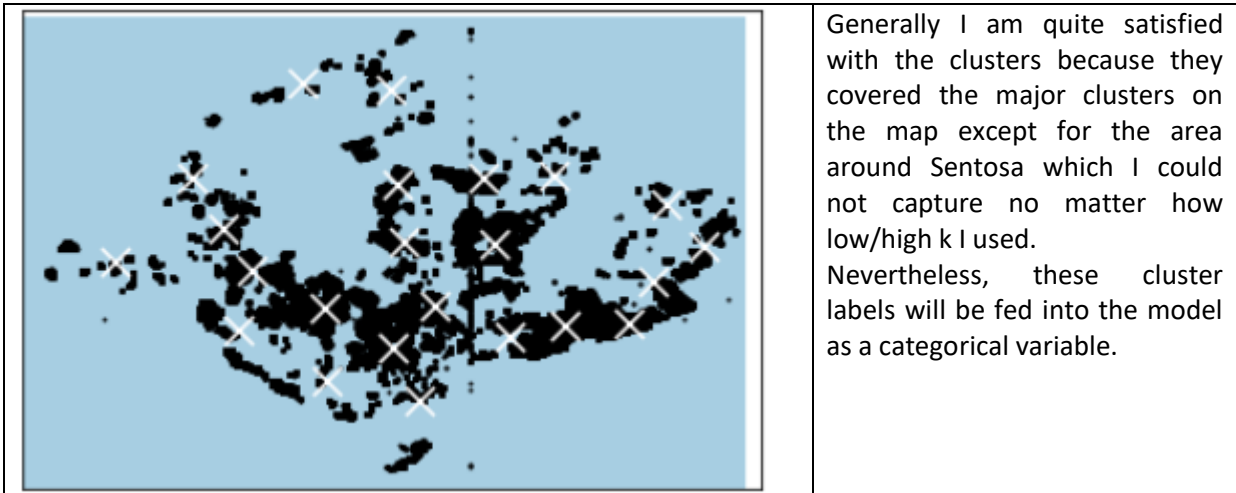 Generally I am quite satisfied
with the clusters because they
covered the major clusters on
the map except for the area
around Sentosa which I could
not capture no matter how
low/high k I used.
Nevertheless, these cluster
labels will be fed into the model
as a categorical variable.